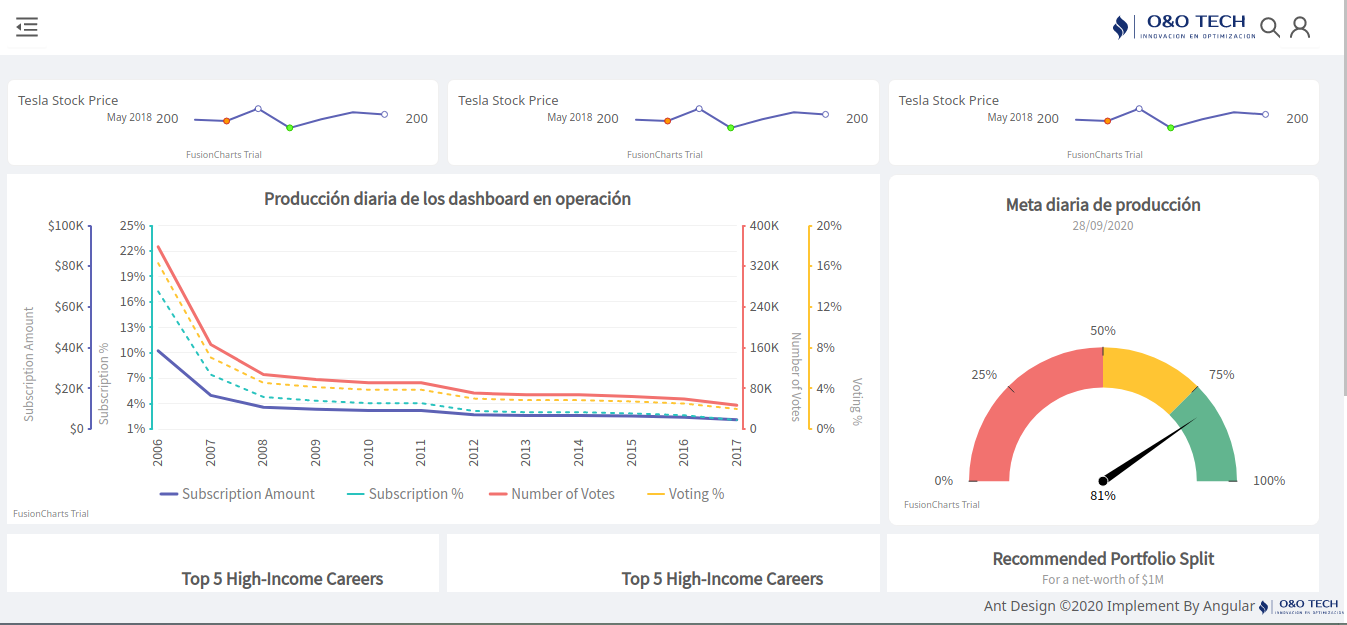 O&O TECH
INNOVACIÓN EN OPTIMIZACIÓN
Tesla Stock Price
May 2018 200 200
FusionCharts Trial
Tesla Stock Price
May 2018 200 200
FusionCharts Trial
Tesla Stock Price
May 2018 200 200
FusionCharts Trial
Producción diaria de los dashboard en operación
Subscription Amount
$100K
$80K
$60K
$40K
$20K
$0
Subscription %
25%
22%
19%
16%
13%
10%
7%
4%
1%
400K
320K
240K
160K
80K
0
Number of Votes
20%
16%
12%
8%
4%
0%
Voting %
2006 2007 2008 2009 2010 2011 2012 2013 2014 2015 2016 2017
Subscription Amount Subscription % Number of Votes Voting %
FusionCharts Trial
Meta diaria de producción
28/09/2020
50%
25% 75%
0% 100%
81%
FusionCharts Trial
Top 5 High-Income Careers
Top 5 High-Income Careers
Recommended Portfolio Split
For a net-worth of $1M
Ant Design ©2020 Implement By Angular O&O TECH
INNOVACIÓN EN OPTIMIZACIÓN